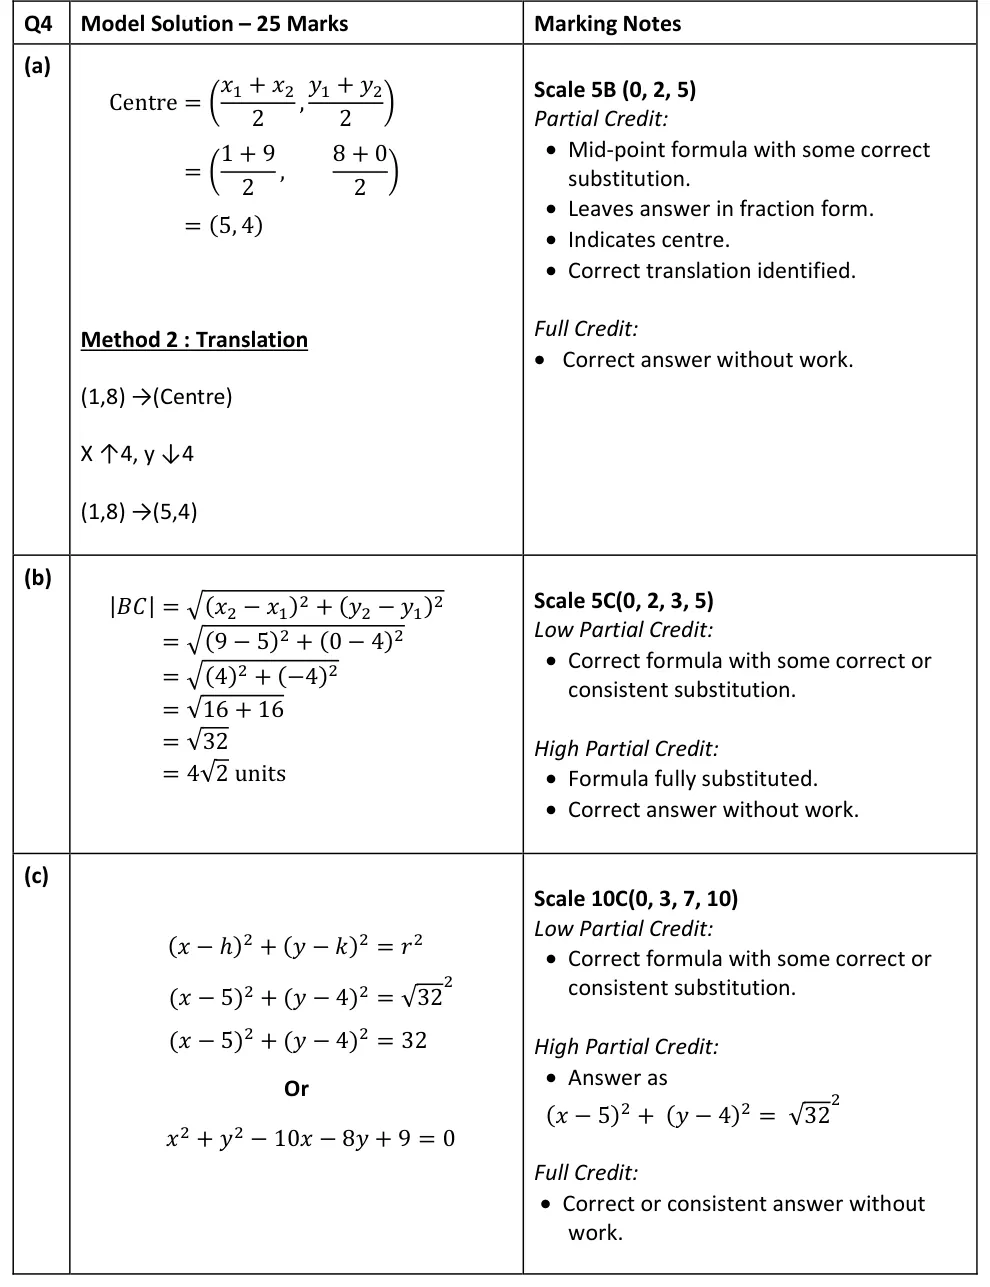 Q4 Model Solution – 25 Marks Marking Notes
(a)
Centre = (x₁ + x₂ / 2, y₁ + y₂ / 2)
= (1 + 9 / 2, 8 + 0 / 2)
= (5, 4)
Method 2 : Translation
(1,8) →(Centre)
X ↑4, y ↓4
(1,8) →(5,4)
Scale 5B (0, 2, 5)
Partial Credit:
• Mid-point formula with some correct
substitution.
• Leaves answer in fraction form.
• Indicates centre.
• Correct translation identified.
Full Credit:
• Correct answer without work.
(b)
|BC| = √(x₂ − x₁)² + (y₂ − y₁)²
= √(9 − 5)² + (0 − 4)²
= √(4)² + (−4)²
= √16 + 16
= √32
= 4√2 units
Scale 5C(0, 2, 3, 5)
Low Partial Credit:
• Correct formula with some correct or
consistent substitution.
High Partial Credit:
• Formula fully substituted.
• Correct answer without work.
(c)
(x − h)² + (y − k)² = r²
(x − 5)² + (y − 4)² = √32²
(x − 5)² + (y − 4)² = 32
Or
x² + y² − 10x − 8y + 9 = 0
Scale 10C(0, 3, 7, 10)
Low Partial Credit:
• Correct formula with some correct or
consistent substitution.
High Partial Credit:
• Answer as
(x − 5)² + (y − 4)² = √32²
Full Credit:
• Correct or consistent answer without
work.